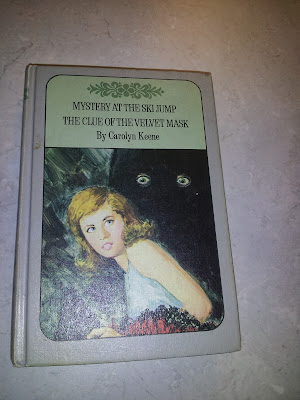 MYSTERY AT THE SKI JUMP
THE CLUE OF THE VELVET MASK
By Carolyn Keene